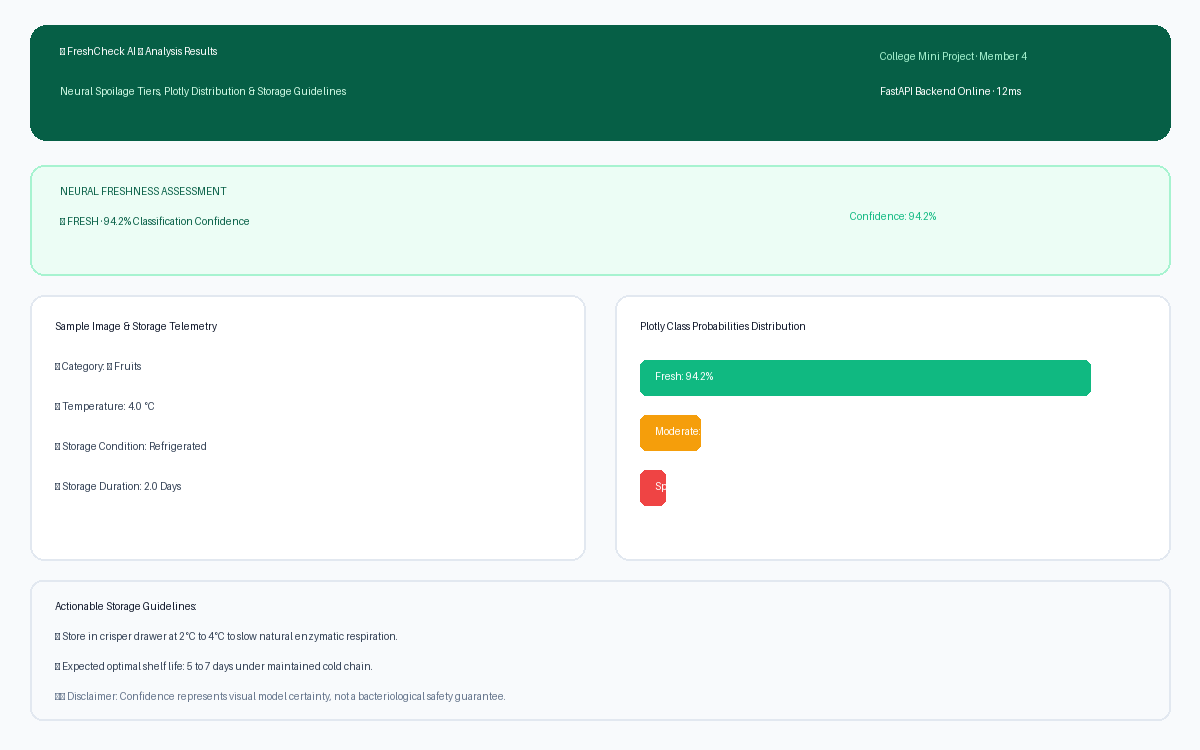 FreshCheck AI Analysis Results
College Mini Project · Member 4
Neural Spoilage Tiers, Plotly Distribution & Storage Guidelines
FastAPI Backend Online · 12ms
NEURAL FRESHNESS ASSESSMENT
FRESH · 94.2% Classification Confidence
Confidence: 94.2%
Sample Image & Storage Telemetry
Category: Fruits
Temperature: 4.0 °C
Storage Condition: Refrigerated
Storage Duration: 2.0 Days
Plotly Class Probabilities Distribution
Fresh: 94.2%
Moderate:
Sp
Actionable Storage Guidelines:
Store in crisper drawer at 2°C to 4°C to slow natural enzymatic respiration.
Expected optimal shelf life: 5 to 7 days under maintained cold chain.
Disclaimer: Confidence represents visual model certainty, not a bacteriological safety guarantee.